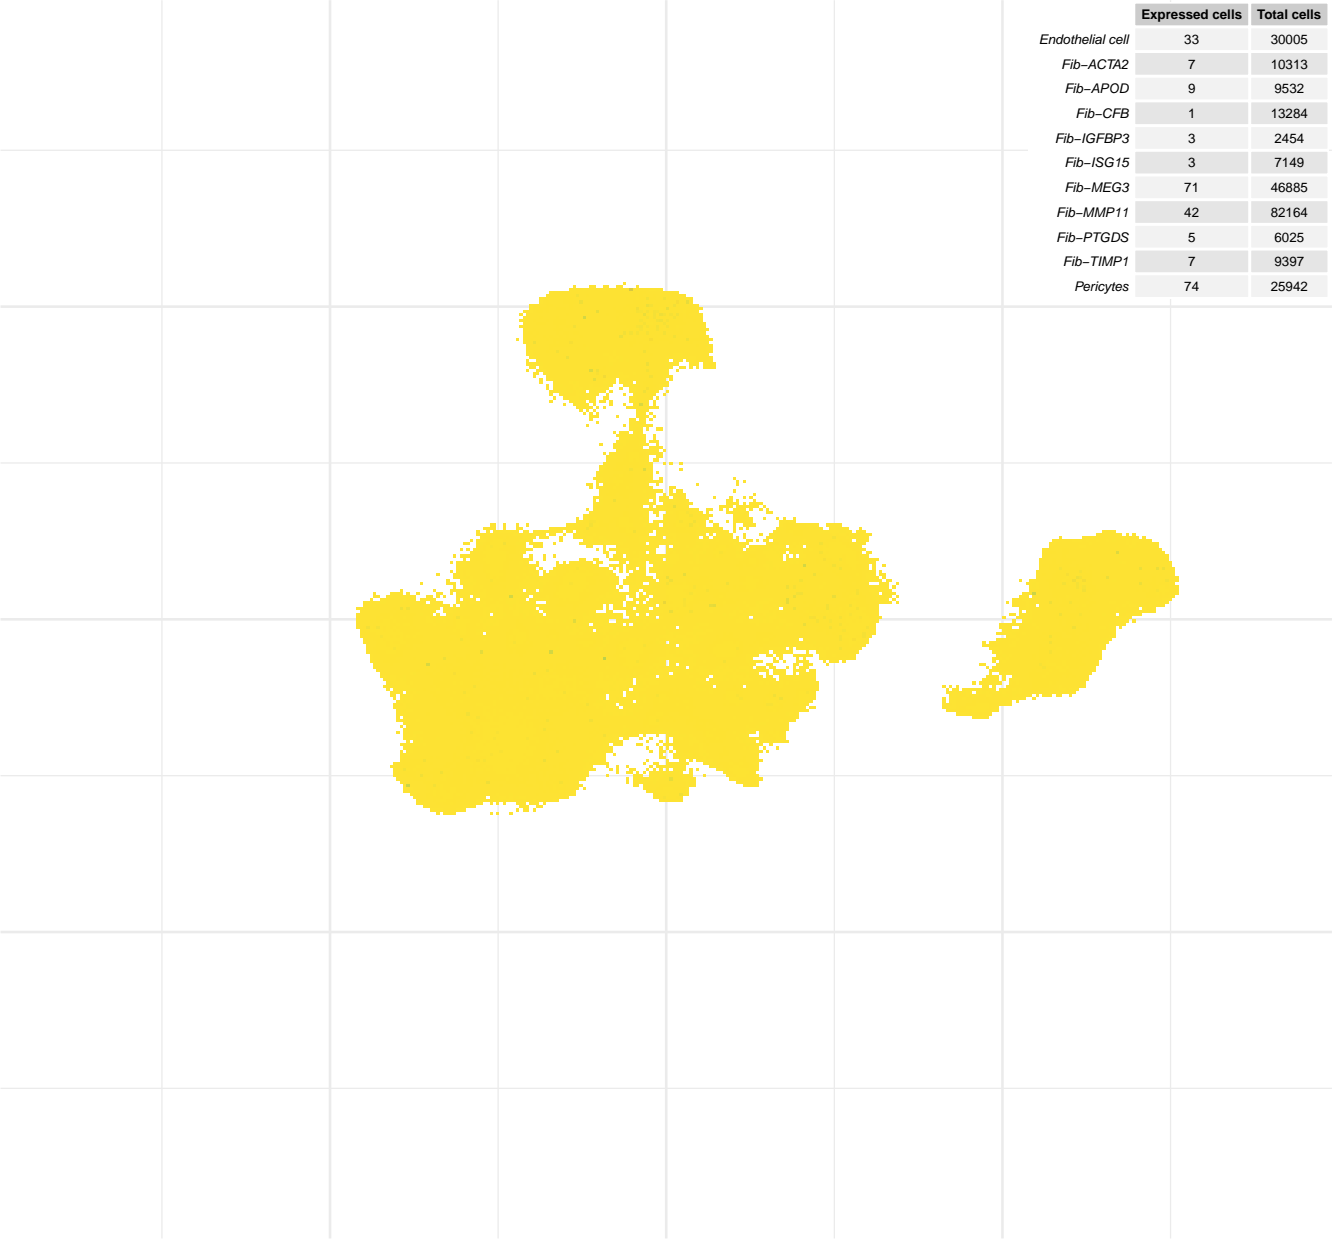 Expressed cells Total cells
Endothelial cell 33 30005
Fib−ACTA2 7 10313
Fib−APOD 9 9532
Fib−CFB 1 13284
Fib−IGFBP3 3 2454
Fib−ISG15 3 7149
Fib−MEG3 71 46885
Fib−MMP11 42 82164
Fib−PTGDS 5 6025
Fib−TIMP1 7 9397
Pericytes 74 25942